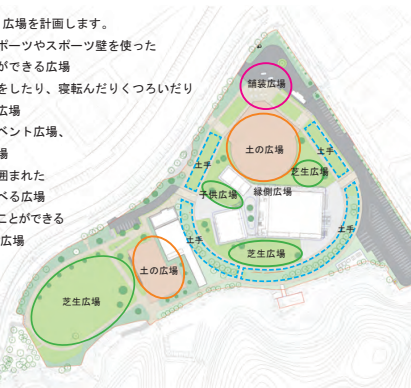 広場を計画します。
ポーツやスポーツ壁を使った
ができる広場
をしたり、寝転んだりくつろいだり
広場
ベント広場、
場
囲まれた
べる広場
ことができる
広場
舗装広場
土の広場
土手
芝生広場
子供広場
縁側広場
土手
土手
芝生広場
土の広場
芝生広場